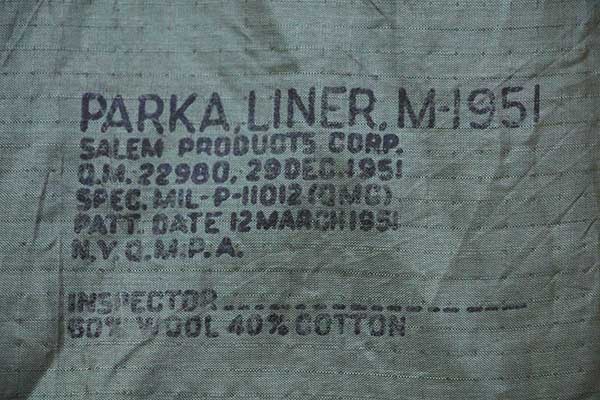 PARKA, LINER, M-1951
SALEM PRODUCTS CORP.
Q.M. 22980, 29 DEC. 1951
SPEC. MIL-P-11012 (QMC)
PATT. DATE 12 MARCH 1951
N.Y. Q.M.P.A.
INSPECTOR
60% WOOL 40% COTTON